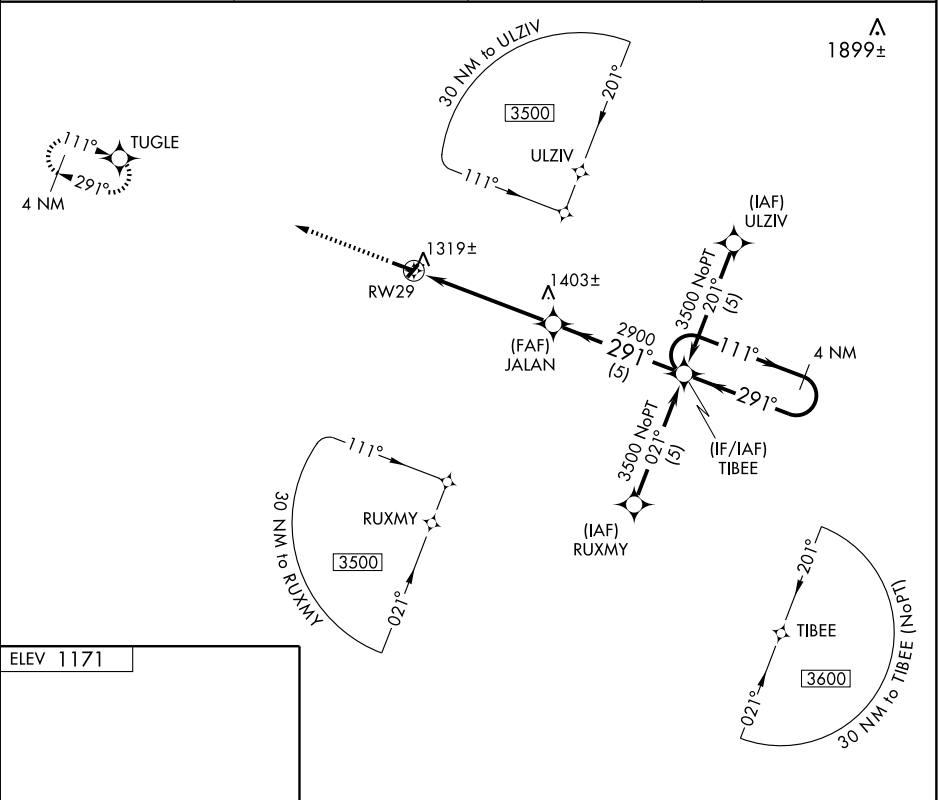 1899±
30 NM to ULZIV
3500
201°
ULZIV
111°
111°
TUGLE
291°
4 NM
(IAF)
ULZIV
3500 NoPT
201°
(5)
1319±
RW29
1403±
(FAF)
JALAN
2900
291°
(5)
111°
4 NM
291°
(IF/IAF)
TIBEE
3500 NoPT
021°
(5)
(IAF)
RUXMY
111°
RUXMY
30 NM to RUXMY
3500
021°
201°
TIBEE
3600
021°
30 NM to TIBEE (NoPT)
ELEV 1171